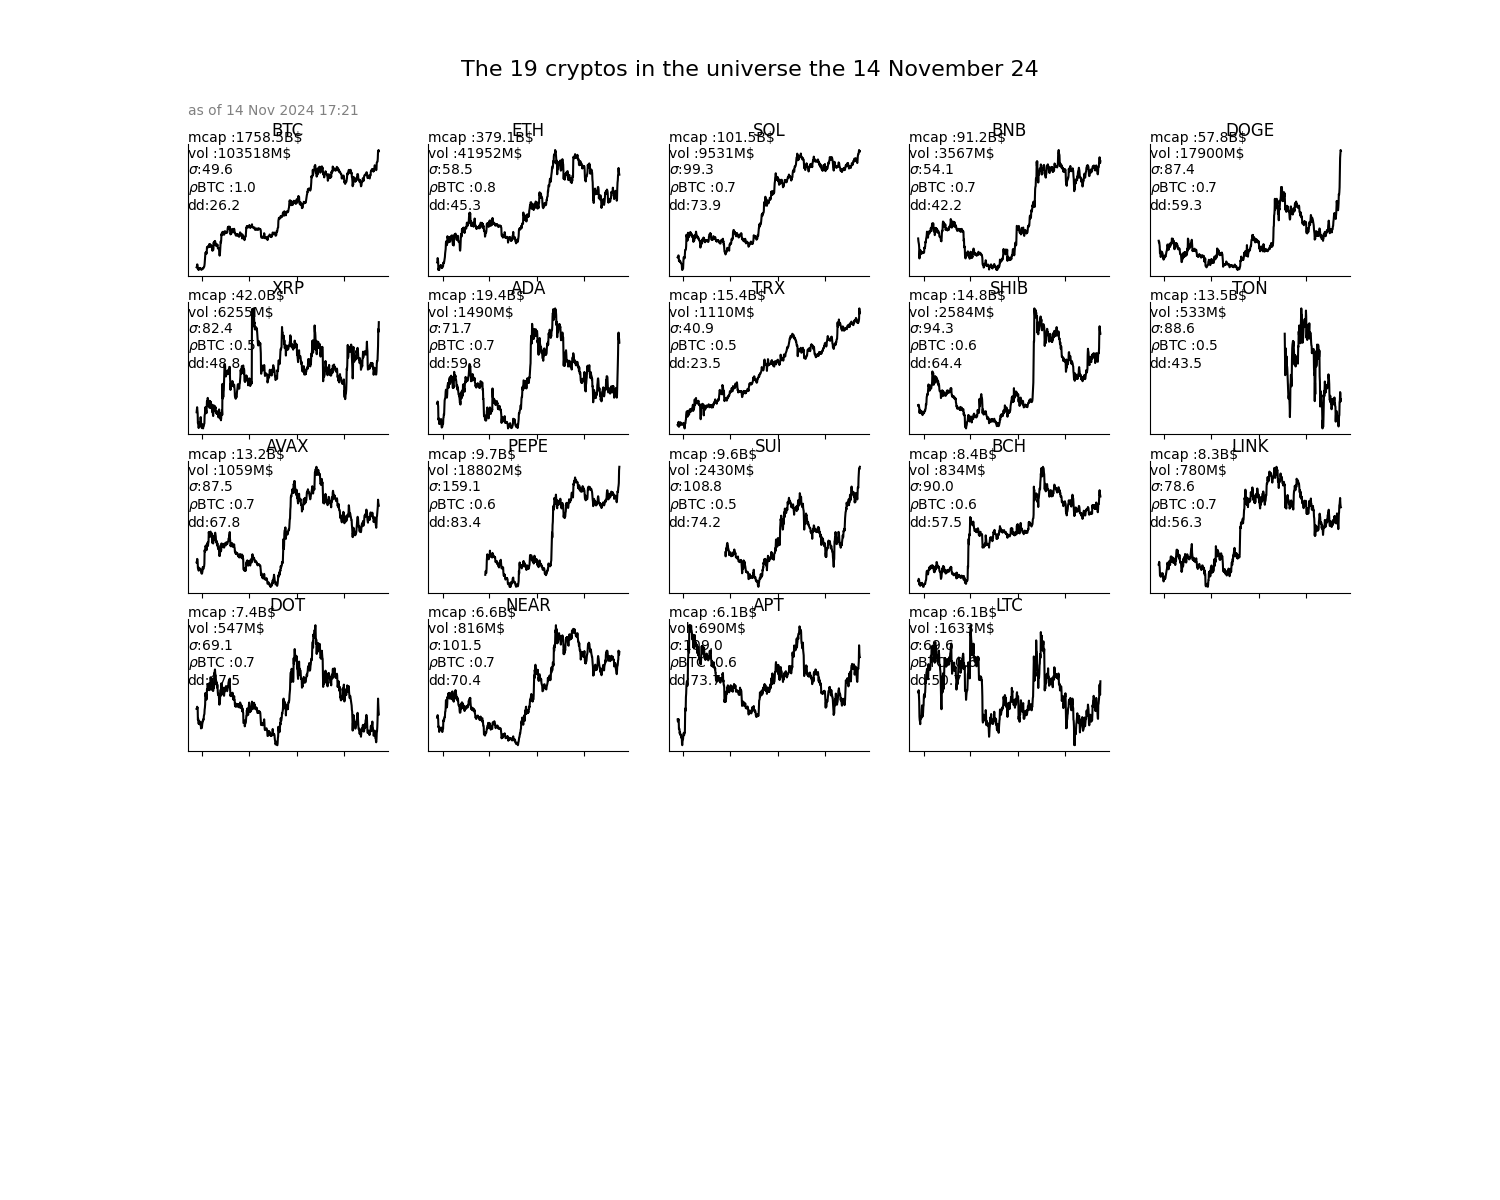 The 19 cryptos in the universe the 14 November 24
as of 14 Nov 2024 17:21
BTC
mcap :1758.5B$
vol :103518M$
σ:49.6
ρBTC :1.0
dd:26.2
ETH
mcap :379.1B$
vol :41952M$
σ:58.5
ρBTC :0.8
dd:45.3
SOL
mcap :101.5B$
vol :9531M$
σ:99.3
ρBTC :0.7
dd:73.9
BNB
mcap :91.2B$
vol :3567M$
σ:54.1
ρBTC :0.7
dd:42.2
DOGE
mcap :57.8B$
vol :17900M$
σ:87.4
ρBTC :0.7
dd:59.3
XRP
mcap :42.0B$
vol :6255M$
σ:82.4
ρBTC :0.5
dd:48.8
ADA
mcap :19.4B$
vol :1490M$
σ:71.7
ρBTC :0.7
dd:59.8
TRX
mcap :15.4B$
vol :1110M$
σ:40.9
ρBTC :0.5
dd:23.5
SHIB
mcap :14.8B$
vol :2584M$
σ:94.3
ρBTC :0.6
dd:64.4
TON
mcap :13.5B$
vol :533M$
σ:88.6
ρBTC :0.5
dd:43.5
AVAX
mcap :13.2B$
vol :1059M$
σ:87.5
ρBTC :0.7
dd:67.8
PEPE
mcap :9.7B$
vol :18802M$
σ:159.1
ρBTC :0.6
dd:83.4
SUI
mcap :9.6B$
vol :2430M$
σ:108.8
ρBTC :0.5
dd:74.2
BCH
mcap :8.4B$
vol :834M$
σ:90.0
ρBTC :0.6
dd:57.5
LINK
mcap :8.3B$
vol :780M$
σ:78.6
ρBTC :0.7
dd:56.3
DOT
mcap :7.4B$
vol :547M$
σ:69.1
ρBTC :0.7
NEAR
mcap :6.6B$
vol :816M$
σ:101.5
ρBTC :0.7
dd:70.4
APT
mcap :6.1B$
vol :690M$
ρBTC :0.6
LTC
mcap :6.1B$
vol :1633M$
σ:69.6